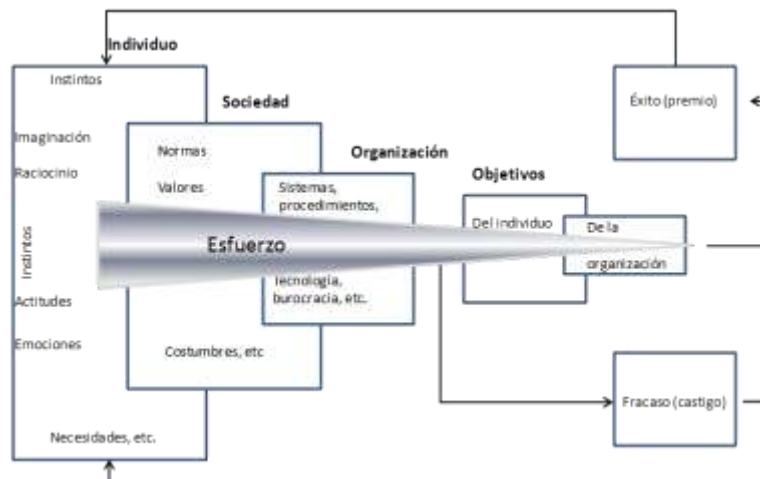 Individuo
Instintos
Imaginación
Raciocinio
Instintos
Actitudes
Emociones
Necesidades, etc.
Sociedad
Normas
Valores
Costumbres, etc
Organización
Sistemas,
procedimientos,
Tecnología,
burocracia, etc.
Esfuerzo
Objetivos
Del individuo
De la
organización
Éxito (premio)
Fracaso (castigo)